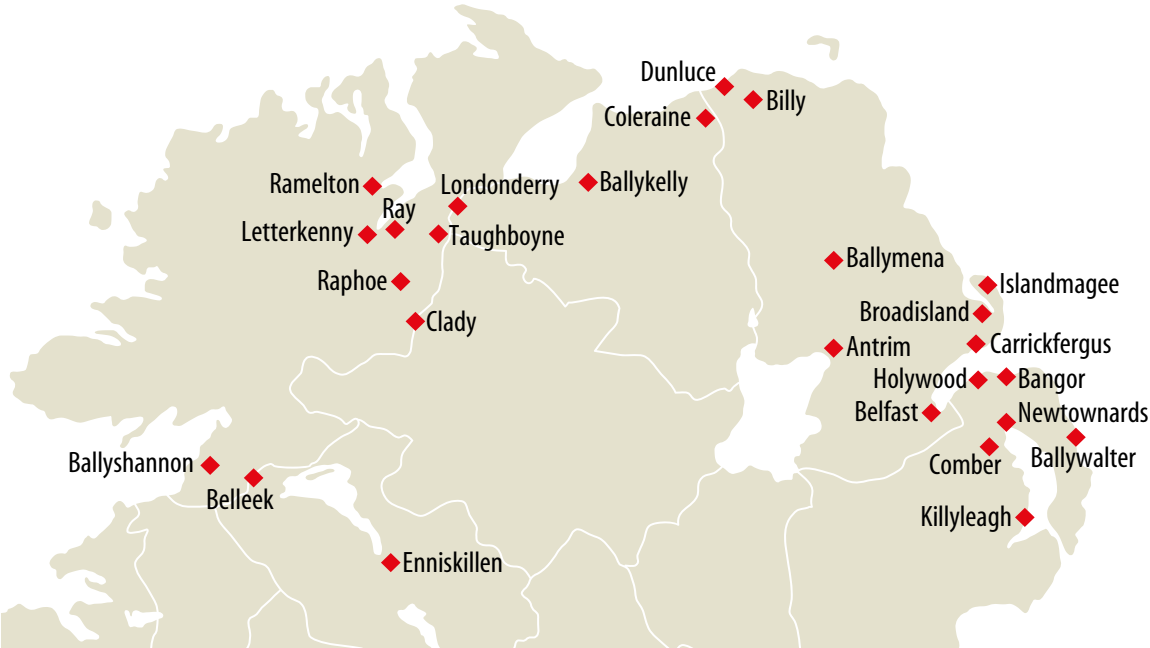 Dunluce
Billy
Coleraine
Ramelton
Londonderry
Ballykelly
Ray
Letterkenny
Taughboyne
Ballymena
Raphoe
Islandmagee
Broadisland
Clady
Carrickfergus
Antrim
Holywood
Bangor
Belfast
Newtownards
Ballyshannon
Comber
Ballywalter
Belleek
Killyleagh
Enniskillen